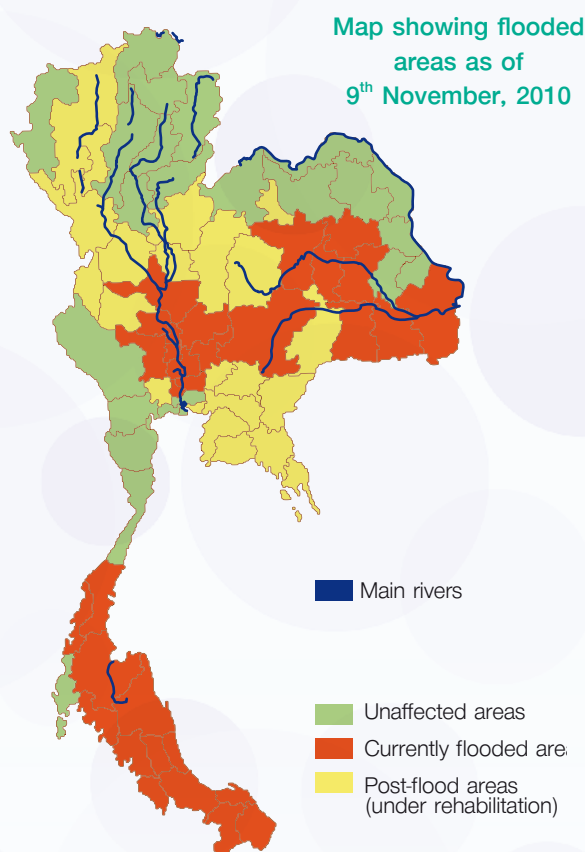 Map showing flooded
areas as of
9th November, 2010
Main rivers
Unaffected areas
Currently flooded area
Post-flood areas
(under rehabilitation)